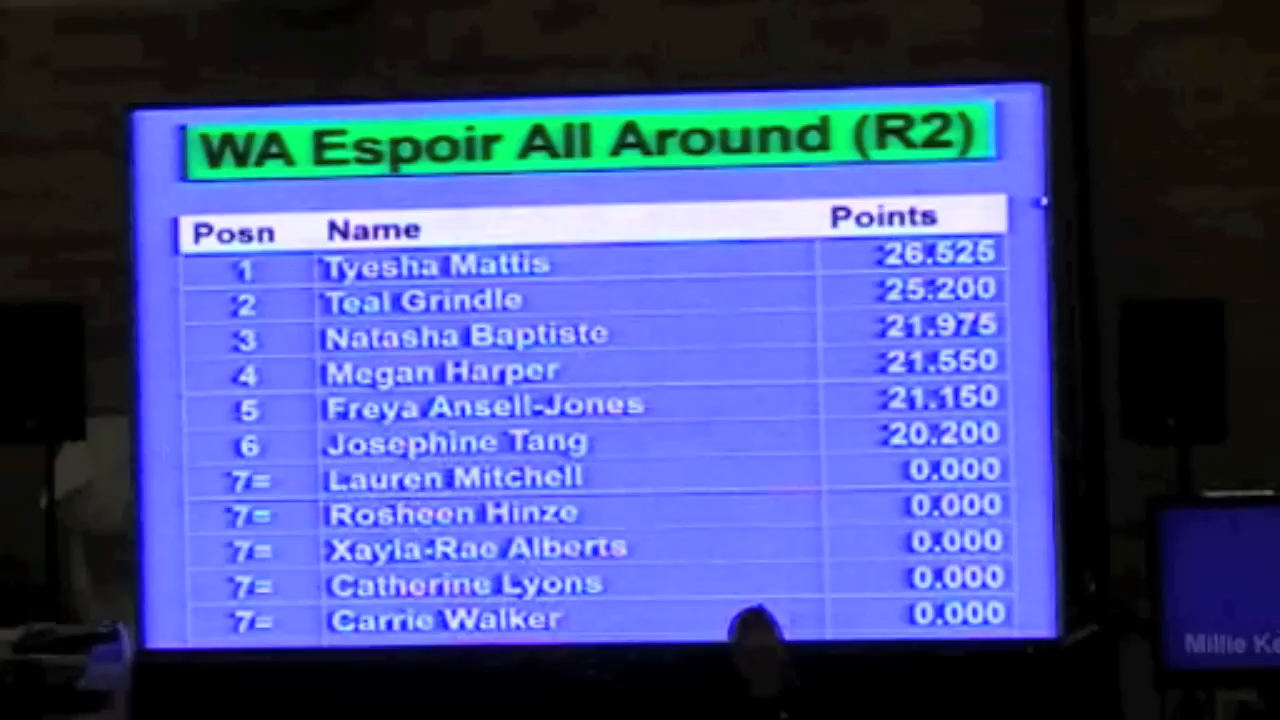 WA Espoir All Around (R2)
Posn Name Points
1 Tyesha Mattis 26.525
2 Teal Grindle 25.200
3 Natasha Baptiste 21.975
4 Megan Harper 21.550
5 Freya Ansell-Jones 21.150
6 Josephine Tang 20.200
7= Lauren Mitchell 0.000
7= Rosheen Hinze 0.000
7= Xayla-Rae Alberts 0.000
7= Catherine Lyons 0.000
7= Carrie Walker 0.000
Millie